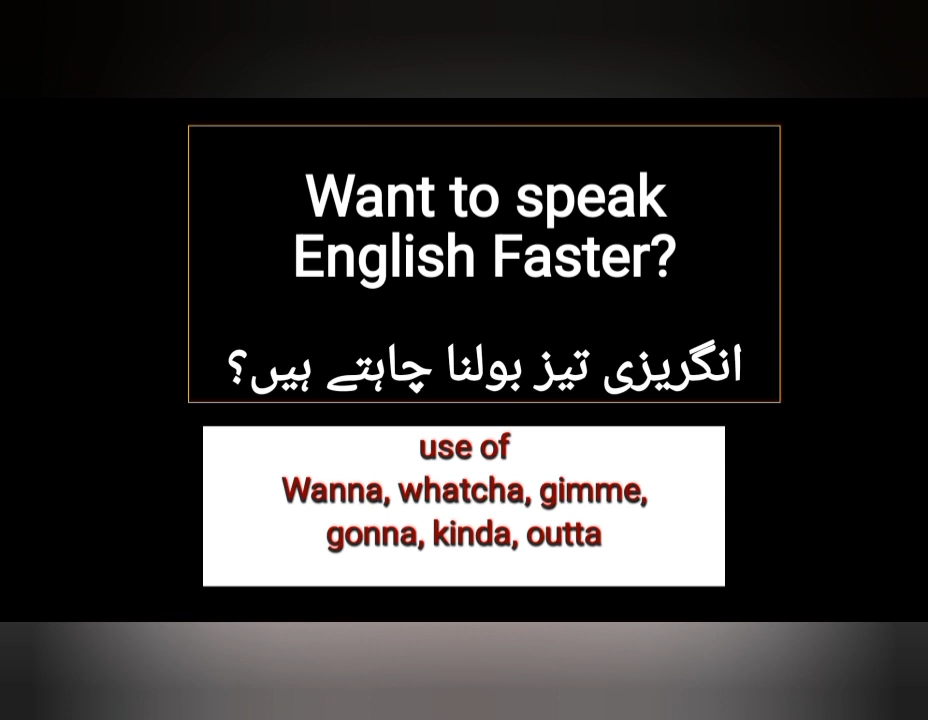 Want to speak
English Faster?
انگریزی تیز بولنا چاہتے ہیں؟
use of
Wanna, whatcha, gimme,
gonna, kinda, outta